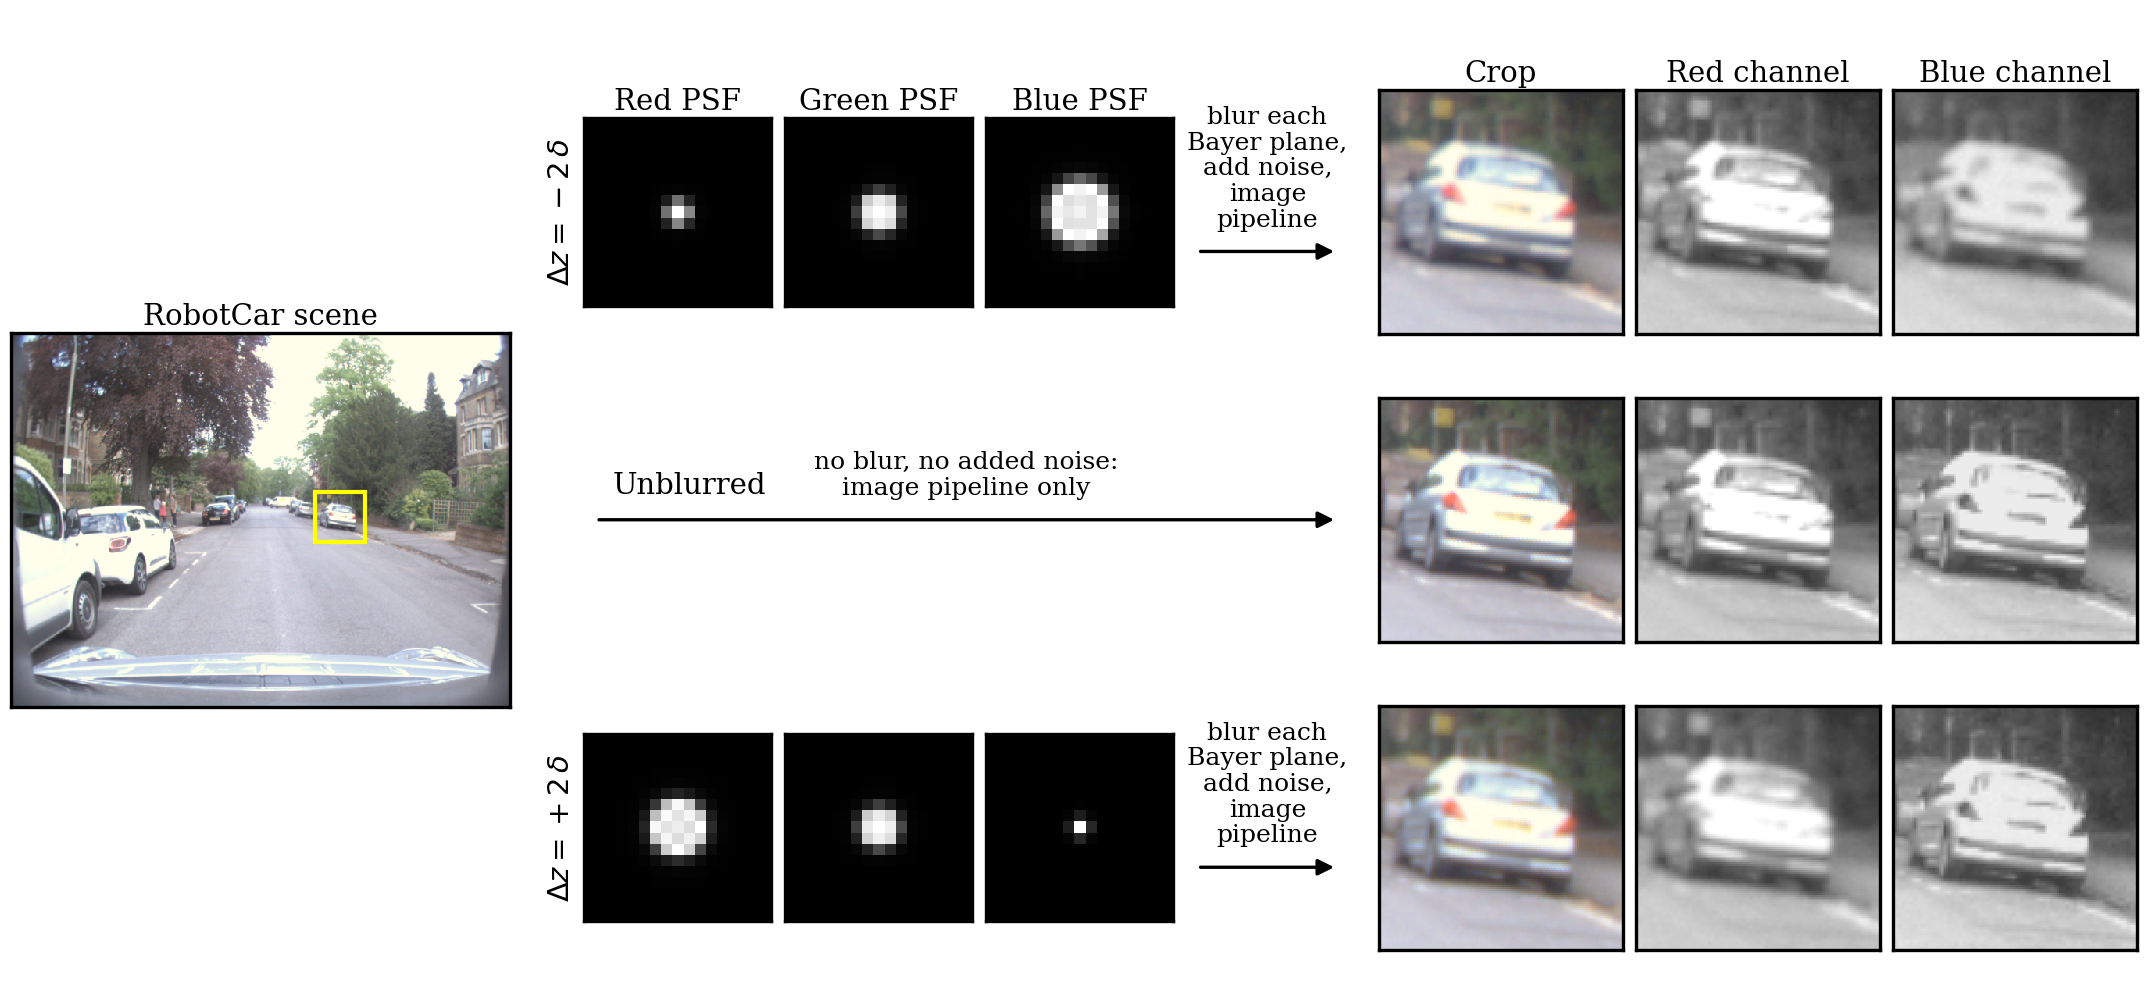 RobotCar scene
Red PSF
Green PSF
Blue PSF
Δz = − 2 δ
blur each
Bayer plane,
add noise,
image
pipeline
Crop
Red channel
Blue channel
Unblurred
no blur, no added noise:
image pipeline only
Δz = + 2 δ
blur each
Bayer plane,
add noise,
image
pipeline